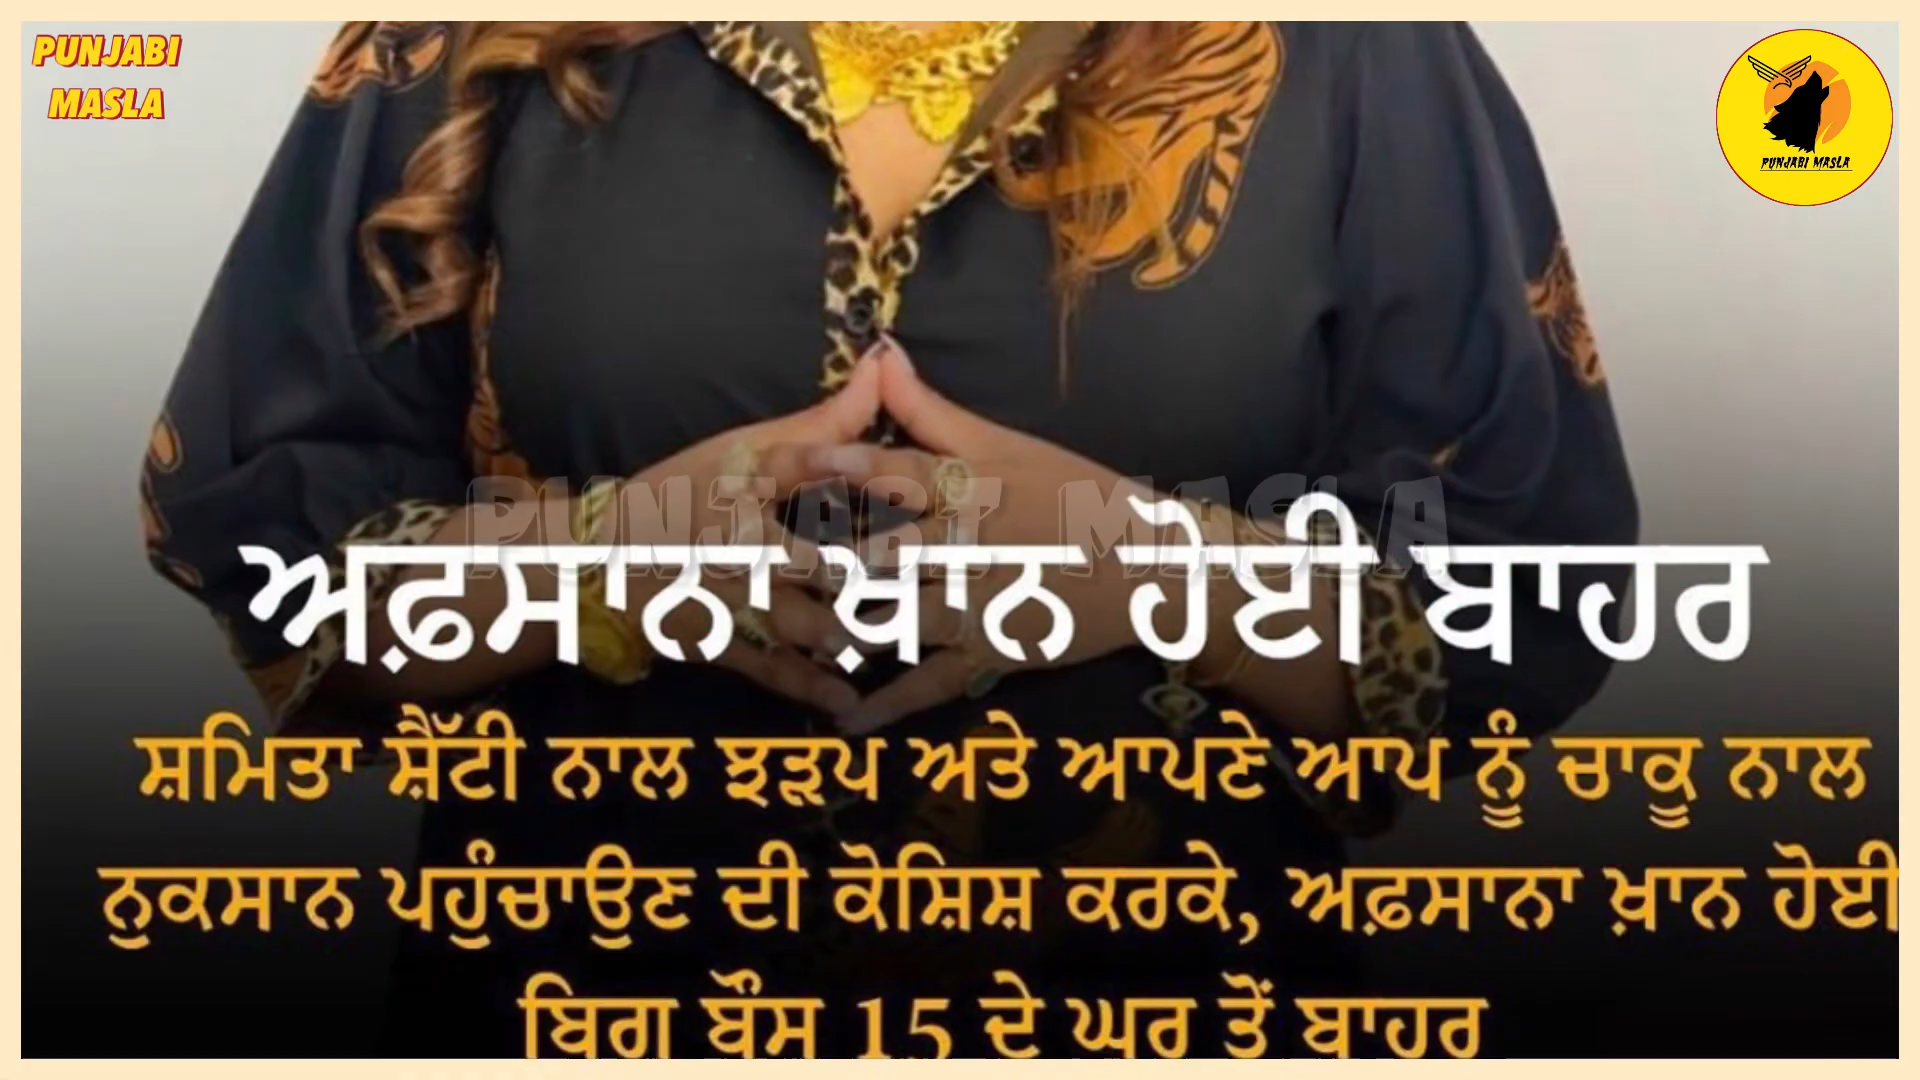 PUNJABI
MASLA
PUNJABI MASLA
PUNJABI MASLA
ਅਫ਼ਸਾਨਾ ਖ਼ਾਨ ਹੋਈ ਬਾਹਰ
ਸ਼ਮਿਤਾ ਸ਼ੈੱਟੀ ਨਾਲ ਝੜਪ ਅਤੇ ਆਪਣੇ ਆਪ ਨੂੰ ਚਾਕੂ ਨਾਲ
ਨੁਕਸਾਨ ਪਹੁੰਚਾਉਣ ਦੀ ਕੋਸ਼ਿਸ਼ ਕਰਕੇ, ਅਫ਼ਸਾਨਾ ਖ਼ਾਨ ਹੋਈ
ਬਿਗ ਬੌਸ 15 ਦੇ ਘਰ ਤੋਂ ਬਾਹਰ